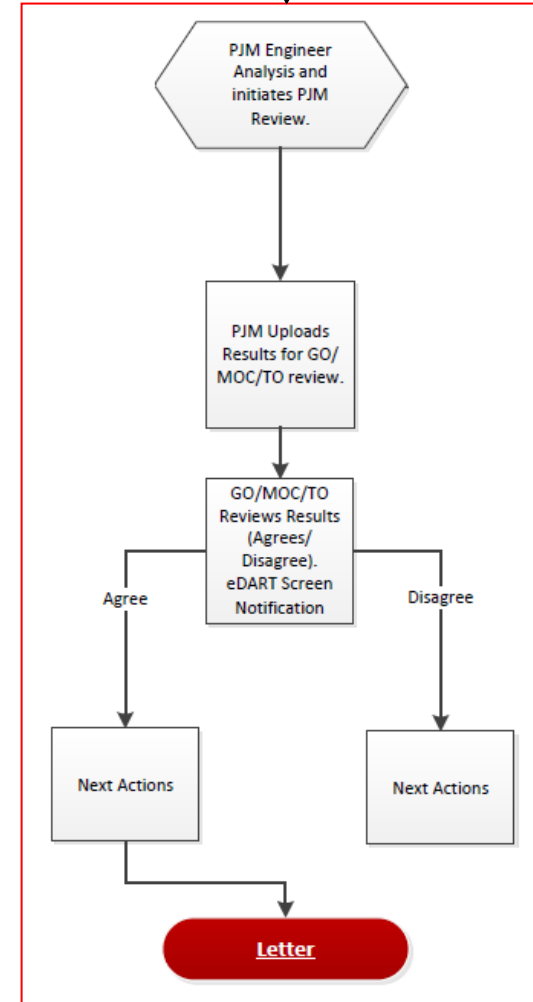 PJM Engineer
Analysis and
initiates PJM
Review.
PJM Uploads
Results for GO/
MOC/TO review.
GO/MOC/TO
Reviews Results
(Agrees/
Disagree).
eDART Screen
Notification
Agree
Disagree
Next Actions
Next Actions
Letter